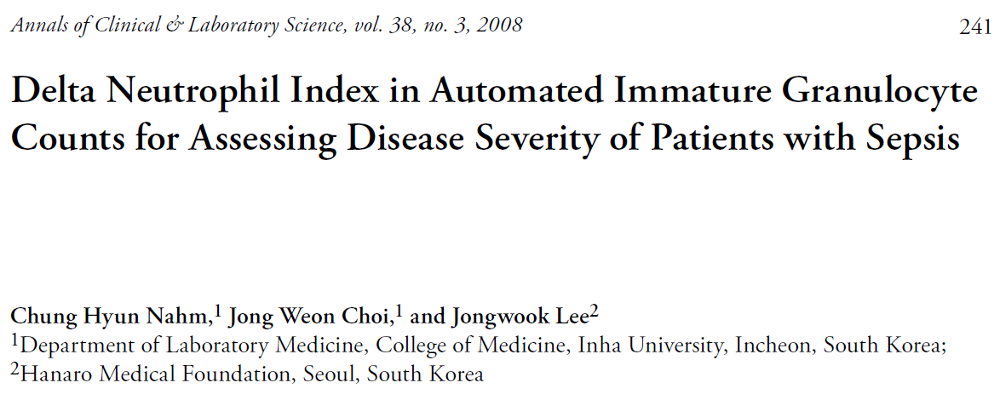 Annals of Clinical & Laboratory Science, vol. 38, no. 3, 2008 241
Delta Neutrophil Index in Automated Immature Granulocyte
Counts for Assessing Disease Severity of Patients with Sepsis
Chung Hyun Nahm,1 Jong Weon Choi,1 and Jongwook Lee2
1Department of Laboratory Medicine, College of Medicine, Inha University, Incheon, South Korea;
2Hanaro Medical Foundation, Seoul, South Korea